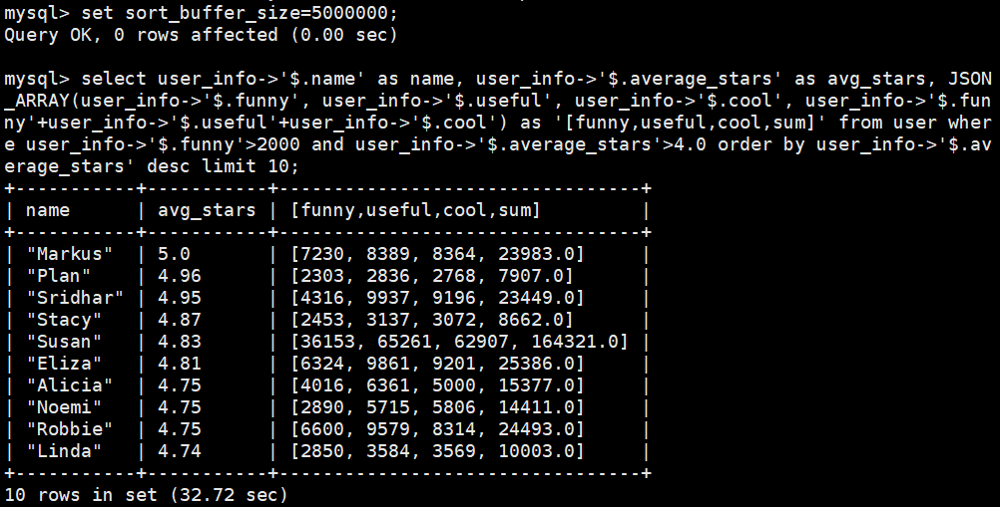 mysql> set sort_buffer_size=5000000;
Query OK, 0 rows affected (0.00 sec)
mysql> select user_info->'$.name' as name, user_info->'$.average_stars' as avg_stars, JSON
_ARRAY(user_info->'$.funny', user_info->'$.useful', user_info->'$.cool', user_info->'$.fun
ny'+user_info->'$.useful'+user_info->'$.cool') as '[funny,useful,cool,sum]' from user wher
e user_info->'$.funny'>2000 and user_info->'$.average_stars'>4.0 order by user_info->'$.av
erage_stars' desc limit 10;
+-----------+-----------+---------------------------------+
| name      | avg_stars | [funny,useful,cool,sum]         |
+-----------+-----------+---------------------------------+
| "Markus"  | 5.0       | [7230, 8389, 8364, 23983.0]     |
| "Plan"    | 4.96      | [2303, 2836, 2768, 7907.0]      |
| "Sridhar" | 4.95      | [4316, 9937, 9196, 23449.0]     |
| "Stacy"   | 4.87      | [2453, 3137, 3072, 8662.0]      |
| "Susan"   | 4.83      | [36153, 65261, 62907, 164321.0] |
| "Eliza"   | 4.81      | [6324, 9861, 9201, 25386.0]     |
| "Alicia"  | 4.75      | [4016, 6361, 5000, 15377.0]     |
| "Noemi"   | 4.75      | [2890, 5715, 5806, 14411.0]     |
| "Robbie"  | 4.75      | [6600, 9579, 8314, 24493.0]     |
| "Linda"   | 4.74      | [2850, 3584, 3569, 10003.0]     |
+-----------+-----------+---------------------------------+
10 rows in set (32.72 sec)